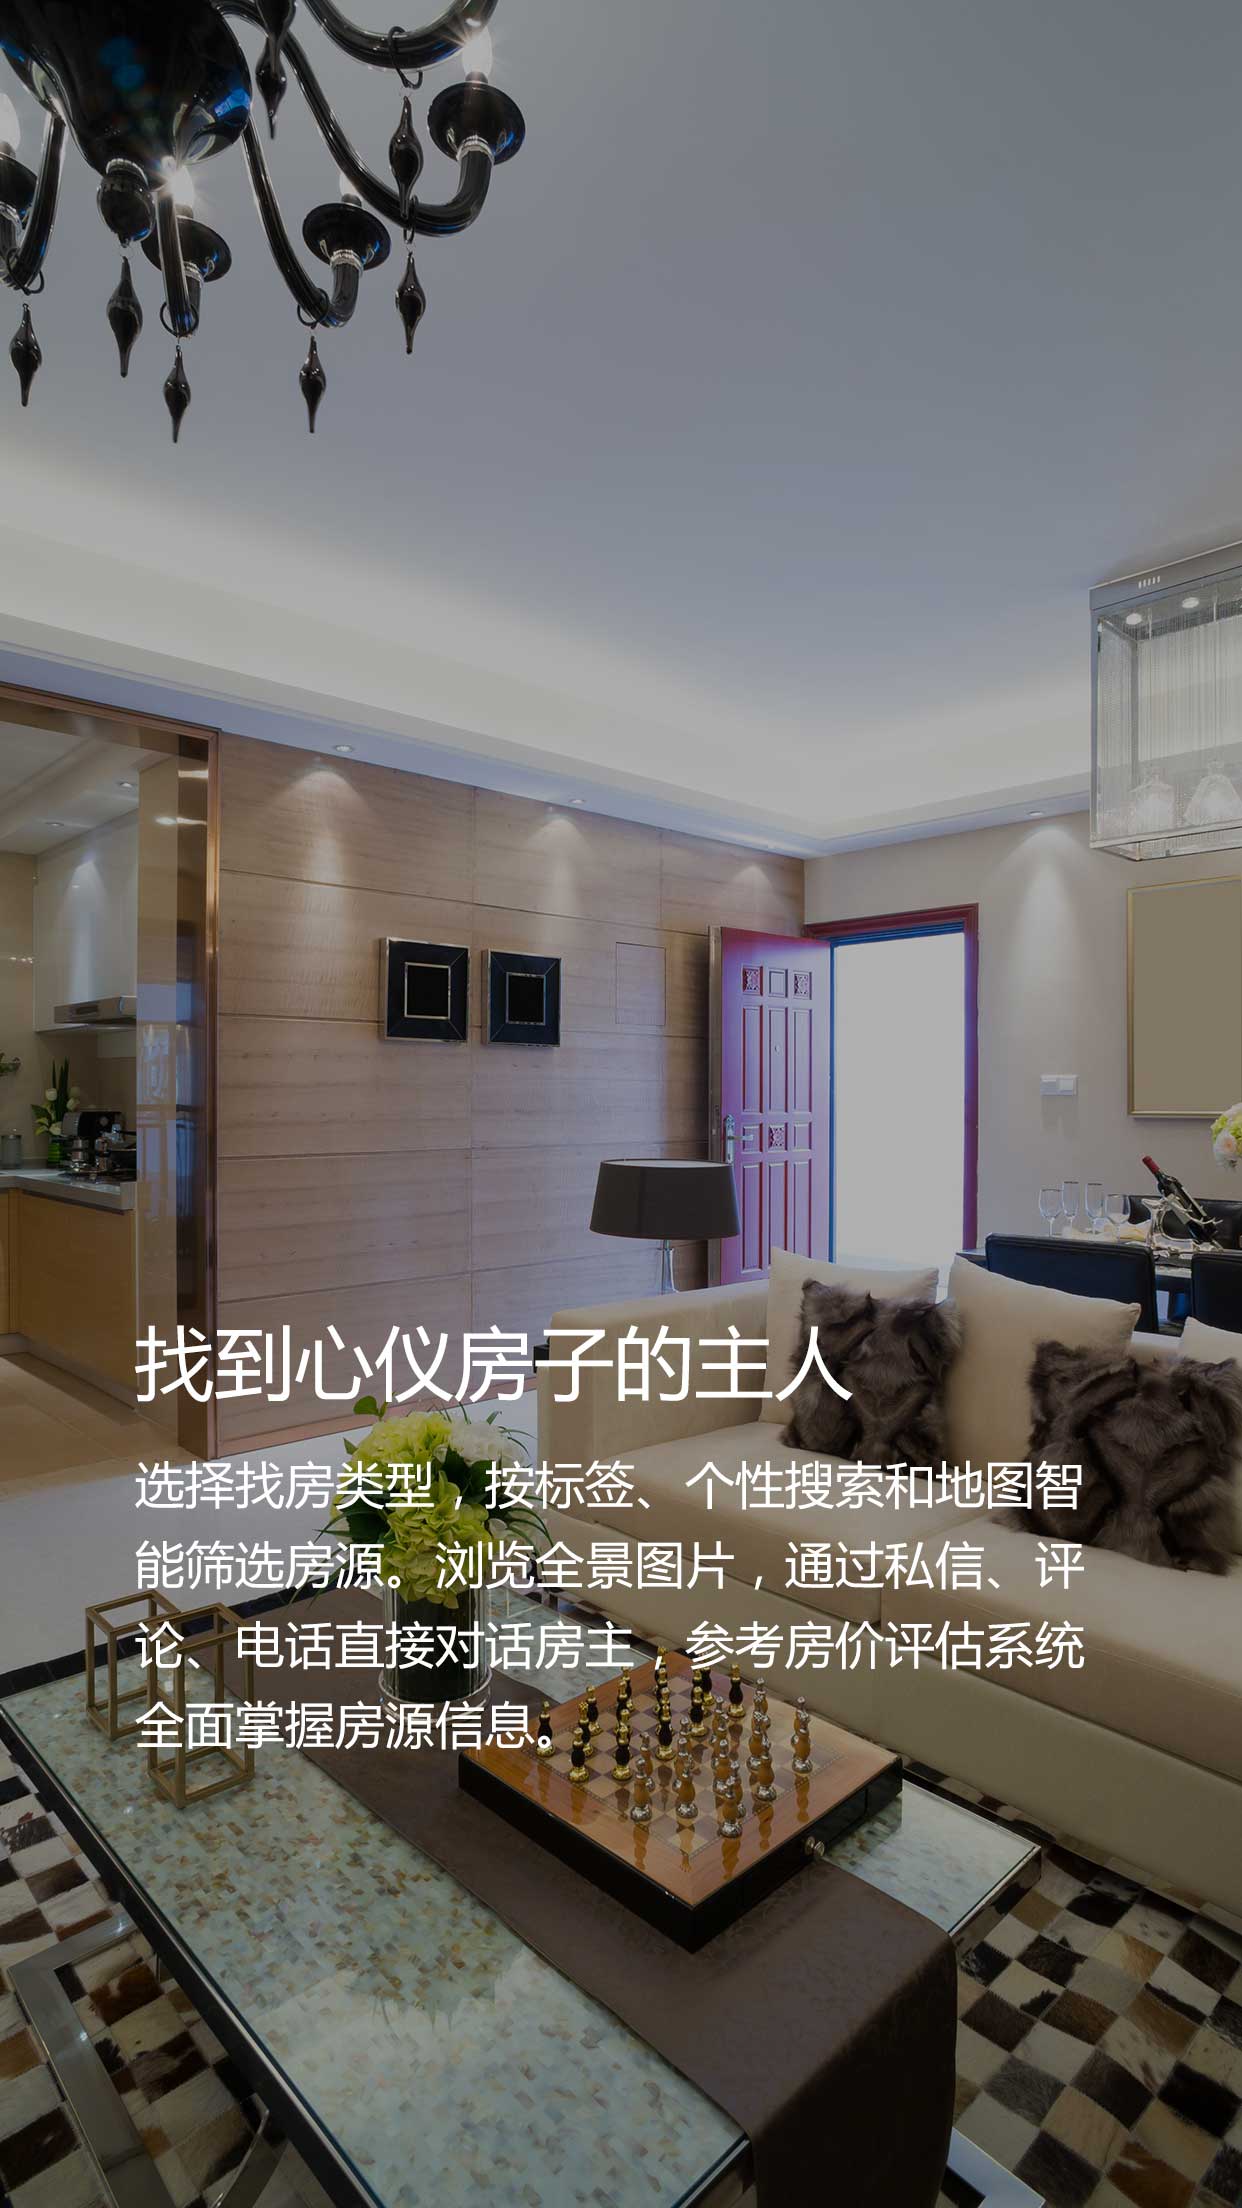 找到心仪房子的主人
选择找房类型，按标签、个性搜索和地图智
能筛选房源。浏览全景图片，通过私信、评
论、电话直接对话房主，参考房价评估系统
全面掌握房源信息。